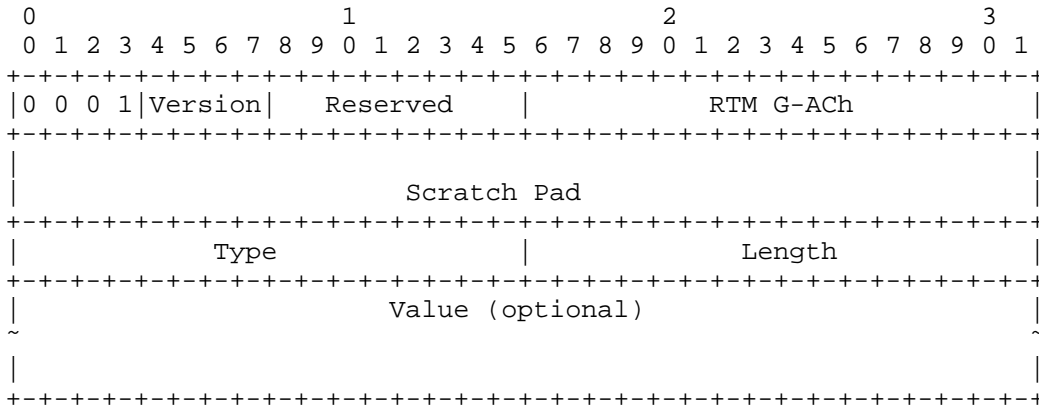 0                   1                   2                   3
 0 1 2 3 4 5 6 7 8 9 0 1 2 3 4 5 6 7 8 9 0 1 2 3 4 5 6 7 8 9 0 1
+-+-+-+-+-+-+-+-+-+-+-+-+-+-+-+-+-+-+-+-+-+-+-+-+-+-+-+-+-+-+-+-+
|0 0 0 1|Version|   Reserved    |           RTM G-ACh           |
+-+-+-+-+-+-+-+-+-+-+-+-+-+-+-+-+-+-+-+-+-+-+-+-+-+-+-+-+-+-+-+-+
|                                                               |
|                        Scratch Pad                            |
+-+-+-+-+-+-+-+-+-+-+-+-+-+-+-+-+-+-+-+-+-+-+-+-+-+-+-+-+-+-+-+-+
|            Type               |             Length            |
+-+-+-+-+-+-+-+-+-+-+-+-+-+-+-+-+-+-+-+-+-+-+-+-+-+-+-+-+-+-+-+-+
|                       Value (optional)                        |
~                                                               ~
|                                                               |
+-+-+-+-+-+-+-+-+-+-+-+-+-+-+-+-+-+-+-+-+-+-+-+-+-+-+-+-+-+-+-+-+